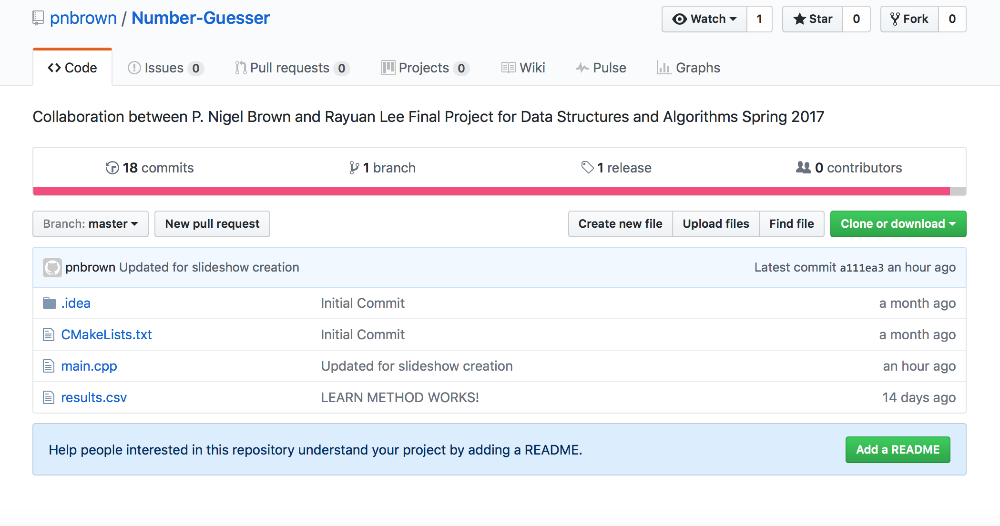 pnbrown / Number-Guesser
Watch 1 Star 0 Fork 0
Code Issues 0 Pull requests 0 Projects 0 Wiki Pulse Graphs
Collaboration between P. Nigel Brown and Rayuan Lee Final Project for Data Structures and Algorithms Spring 2017
18 commits 1 branch 1 release 0 contributors
Branch: master New pull request Create new file Upload files Find file Clone or download
pnbrown Updated for slideshow creation Latest commit a111ea3 an hour ago
.idea Initial Commit a month ago
CMakeLists.txt Initial Commit a month ago
main.cpp Updated for slideshow creation an hour ago
results.csv LEARN METHOD WORKS! 14 days ago
Help people interested in this repository understand your project by adding a README. Add a README